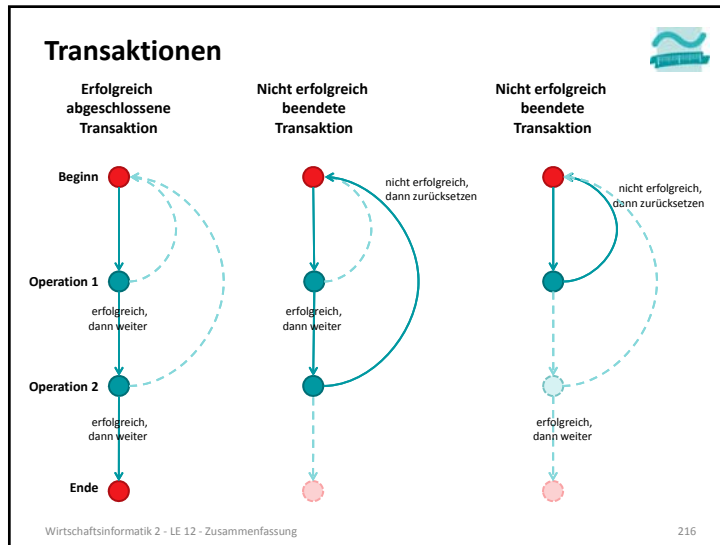 Transaktionen
Erfolgreich
abgeschlossene
Transaktion
Nicht erfolgreich
beendete
Transaktion
Nicht erfolgreich
beendete
Transaktion
Beginn
nicht erfolgreich,
dann zurücksetzen
nicht erfolgreich,
dann zurücksetzen
Operation 1
erfolgreich,
dann weiter
erfolgreich,
dann weiter
Operation 2
erfolgreich,
dann weiter
erfolgreich,
dann weiter
Ende
Wirtschaftsinformatik 2 - LE 12 - Zusammenfassung
216